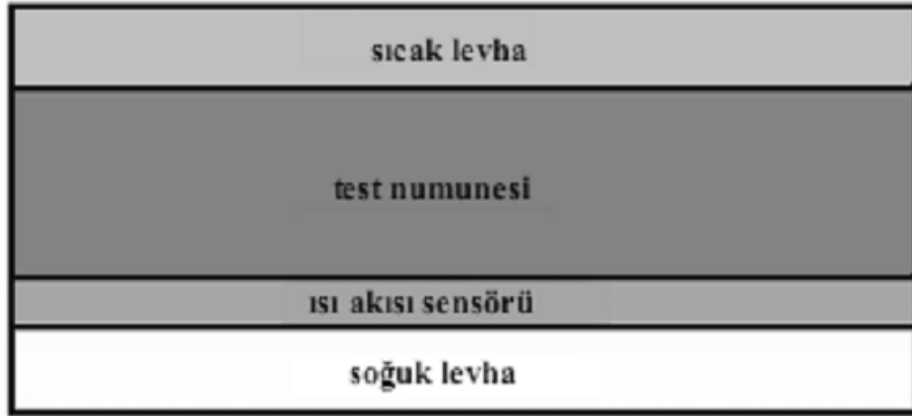 sıcak levha
test numunesi
ısı akısı sensörü
soğuk levha